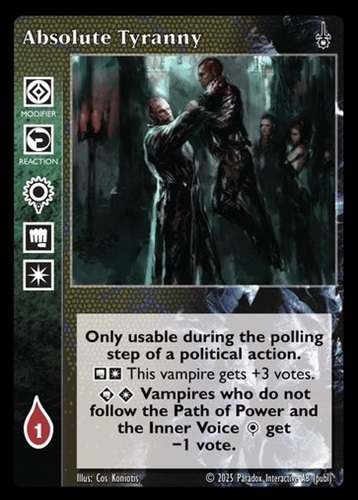 Absolute Tyranny
MODIFIER
REACTION
Only usable during the polling
step of a political action.
This vampire gets +3 votes.
Vampires who do not
follow the Path of Power and
the Inner Voice get
−1 vote.
1
Illus: Cos Koniotis © 2025 Paradox Interactive AB (publ)